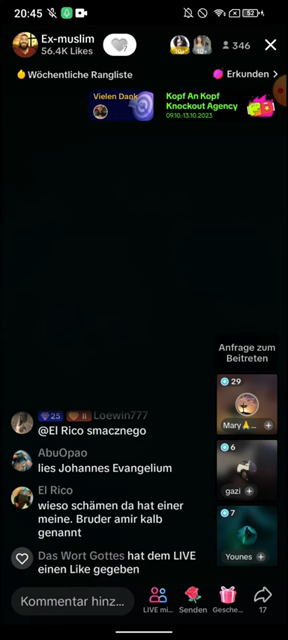 20:45
82
Ex-muslim
56.4K Likes
346
Wöchentliche Rangliste
Erkunden >
Vielen Dank
Kopf An Kopf
Knockout Agency
09.10-13.10.2023
Anfrage zum
Beitreten
29
Mary🙏...
6
gazi
7
Younes
25 II Loewin777
@El Rico smacznego
AbuOpao
lies Johannes Evangelium
El Rico
wieso schämen da hat einer
meine. Bruder amir kalb
genannt
Das Wort Gottes hat dem LIVE
einen Like gegeben
Kommentar hinz...
LIVE mi...
Senden
Gesche...
17